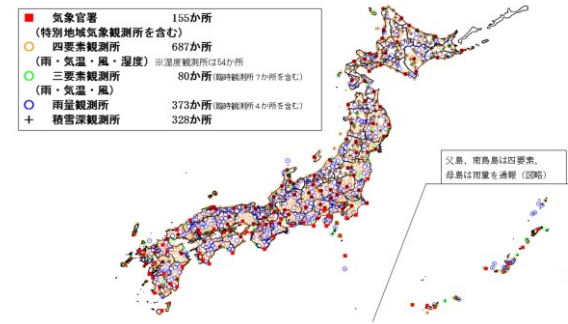 気象官署 155か所
(特別地域気象観測所を含む)
四要素観測所 687か所
(雨・気温・風・湿度) ※湿度観測所は54か所
三要素観測所 80か所(臨時観測所7か所を含む)
(雨・気温・風)
雨量観測所 373か所(臨時観測所4か所を含む)
積雪深観測所 328か所
父島、南鳥島は四要素、
母島は雨量を通報(図略)